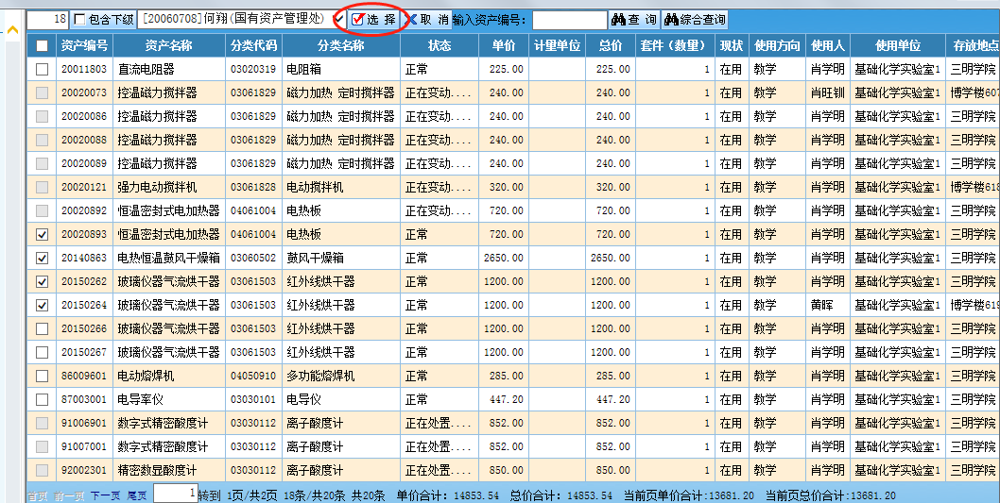 18 包含下级 [20060708]何翔(国有资产管理处) 选 择 取 消 输入资产编号: 查 询 综合查询
资产编号 资产名称 分类代码 分类名称 状态 单价 计量单位 总价 套件（数量） 现状 使用方向 使用人 使用单位 存放地点
20011803 直流电阻器 03020319 电阻箱 正常 225.00 225.00 1 在用 教学 肖学明 基础化学实验室1 三明学院
20020073 控温磁力搅拌器 03061829 磁力加热 定时搅拌器 正在变动.... 240.00 240.00 1 在用 教学 肖旺钏 基础化学实验室1 博学楼607
20020086 控温磁力搅拌器 03061829 磁力加热 定时搅拌器 正在变动.... 240.00 240.00 1 在用 教学 肖学明 基础化学实验室1 三明学院
20020088 控温磁力搅拌器 03061829 磁力加热 定时搅拌器 正在变动.... 240.00 240.00 1 在用 教学 肖学明 基础化学实验室1 三明学院
20020089 控温磁力搅拌器 03061829 磁力加热 定时搅拌器 正在变动.... 240.00 240.00 1 在用 教学 肖学明 基础化学实验室1 三明学院
20020121 强力电动搅拌机 03061828 电动搅拌机 正在变动.... 320.00 320.00 1 在用 教学 肖学明 基础化学实验室1 博学楼618
20020892 恒温密封式电加热器 04061004 电热板 正在变动.... 720.00 720.00 1 在用 教学 肖学明 基础化学实验室1 三明学院
20020893 恒温密封式电加热器 04061004 电热板 正常 720.00 720.00 1 在用 教学 肖学明 基础化学实验室1 三明学院
20140863 电热恒温鼓风干燥箱 03060502 鼓风干燥箱 正常 2650.00 2650.00 1 在用 教学 肖学明 基础化学实验室1 三明学院
20150262 玻璃仪器气流烘干器 03061503 红外线烘干器 正常 1200.00 1200.00 1 在用 教学 肖学明 基础化学实验室1 三明学院
20150264 玻璃仪器气流烘干器 03061503 红外线烘干器 正常 1200.00 1200.00 1 在用 教学 黄晖 基础化学实验室1 博学楼619
20150266 玻璃仪器气流烘干器 03061503 红外线烘干器 正常 1200.00 1200.00 1 在用 教学 肖学明 基础化学实验室1 三明学院
20150267 玻璃仪器气流烘干器 03061503 红外线烘干器 正常 1200.00 1200.00 1 在用 教学 肖学明 基础化学实验室1 三明学院
86009601 电动熔焊机 04050910 多功能熔焊机 正常 285.00 285.00 1 在用 教学 肖学明 基础化学实验室1 三明学院
87003001 电导率仪 03030101 电导仪 正常 447.20 447.20 1 在用 教学 肖学明 基础化学实验室1 三明学院
91006901 数字式精密酸度计 03030112 离子酸度计 正在处置.... 852.00 852.00 1 在用 教学 肖学明 基础化学实验室1 三明学院
91007001 数字式精密酸度计 03030112 离子酸度计 正在处置.... 852.00 852.00 1 在用 教学 肖学明 基础化学实验室1 三明学院
92002301 精密数显酸度计 03030112 离子酸度计 正在处置.... 850.00 850.00 1 在用 教学 肖学明 基础化学实验室1 三明学院
首页 前一页 下一页 尾页 1 转到 1页/共2页 18条/共20条 共20条 单价合计: 14853.54 总价合计: 14853.54 当前页单价合计:13681.20 当前页总价合计:13681.20